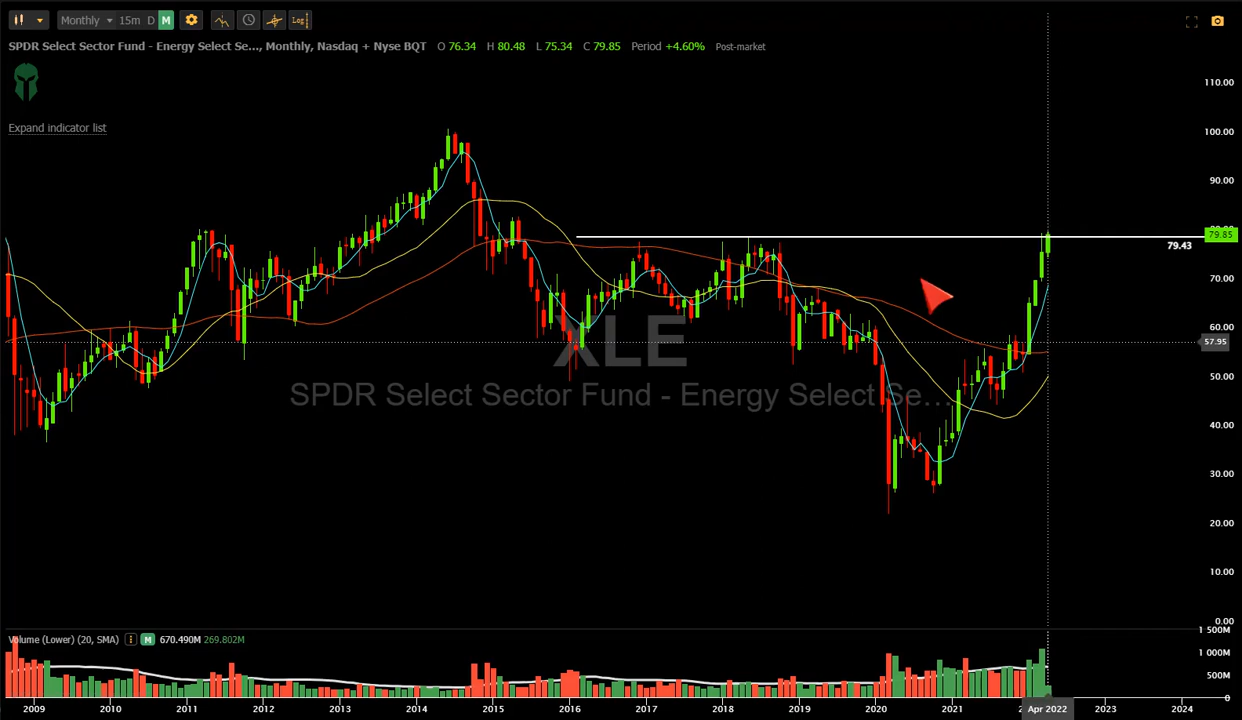 Monthly 15m D M Log
SPDR Select Sector Fund - Energy Select Se..., Monthly, Nasdaq + Nyse BQT O 76.34 H 80.48 L 75.34 C 79.85 Period +4.60% Post-market
Expand indicator list
110.00
100.00
90.00
79.85
79.43
70.00
60.00
57.95
50.00
40.00
30.00
20.00
10.00
0.00
XLE
SPDR Select Sector Fund - Energy Select Se...
Volume (Lower) (20, SMA) M 670.490M 269.802M
1 500M
1 000M
500M
0
2009 2010 2011 2012 2013 2014 2015 2016 2017 2018 2019 2020 2021 Apr 2022 2023 2024